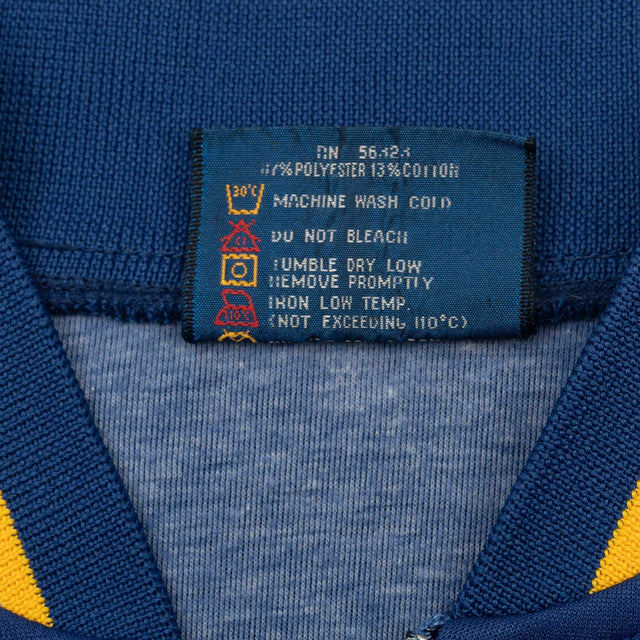 RN 56323
87% POLYESTER 13% COTTON
30°C MACHINE WASH COLD
DO NOT BLEACH
TUMBLE DRY LOW
REMOVE PROMPTLY
110°C IRON LOW TEMP.
(NOT EXCEEDING 110°C)